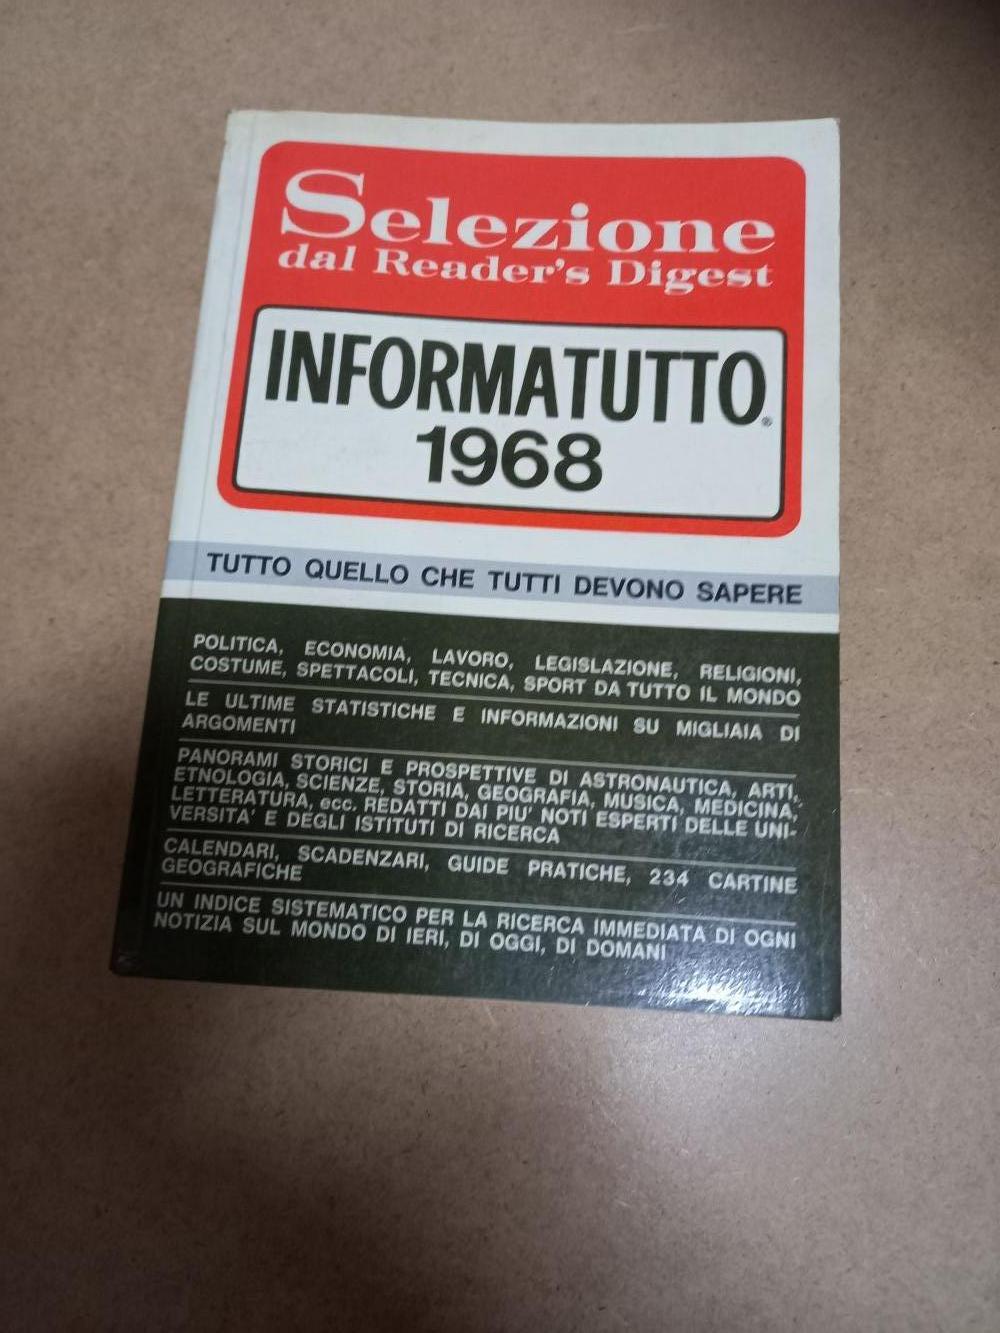 Selezione
dal Reader's Digest
INFORMATUTTO®
1968
TUTTO QUELLO CHE TUTTI DEVONO SAPERE
POLITICA, ECONOMIA, LAVORO, LEGISLAZIONE, RELIGIONI,
COSTUME, SPETTACOLI, TECNICA, SPORT DA TUTTO IL MONDO
LE ULTIME STATISTICHE E INFORMAZIONI SU MIGLIAIA DI
ARGOMENTI
PANORAMI STORICI E PROSPETTIVE DI ASTRONAUTICA, ARTI,
ETNOLOGIA, SCIENZE, STORIA, GEOGRAFIA, MUSICA, MEDICINA,
LETTERATURA, ecc. REDATTI DAI PIU' NOTI ESPERTI DELLE UNI-
VERSITA' E DEGLI ISTITUTI DI RICERCA
CALENDARI, SCADENZARI, GUIDE PRATICHE, 234 CARTINE
GEOGRAFICHE
UN INDICE SISTEMATICO PER LA RICERCA IMMEDIATA DI OGNI
NOTIZIA SUL MONDO DI IERI, DI OGGI, DI DOMANI